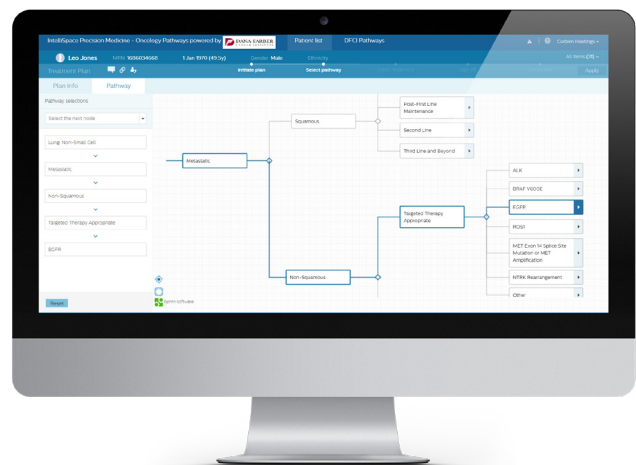 IntelliSpace Precision Medicine - Oncology Pathways powered by
DANA-FARBER
Patient list
DFCI Pathways
Leo Jones
MRN
1 Jan 1970 (49.5y)
Gender: Male
Ethnicity
Treatment Plan
Initiate plan
Select pathway
Apply
Plan info
Pathway
Pathway selections
Select the next node
Lung: Non-Small Cell
Metastatic
Non-Squamous
Targeted Therapy Appropriate
EGFR
Reset
Metastatic
Squamous
Non-Squamous
Post-First Line
Maintenance
Second Line
Third Line and Beyond
Targeted Therapy
Appropriate
ALK
BRAF V600E
EGFR
ROS1
MET Exon 14 Splice Site
Mutation or MET
Amplification
NTRK Rearrangement
Other